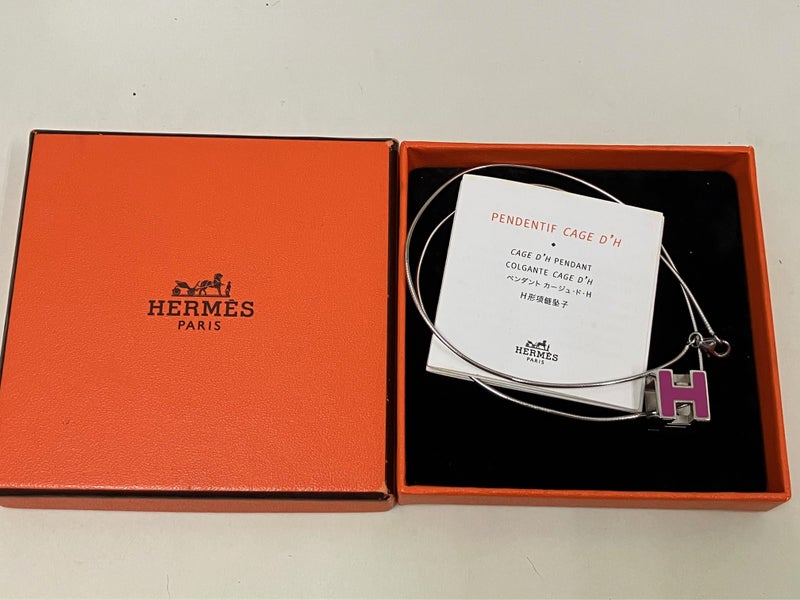 HERMÈS
PARIS
PENDENTIF CAGE D'H
CAGE D'H PENDANT
COLGANTE CAGE D'H
ペンダント カージュ・ド・H
H形項鏈坠子
HERMÈS
PARIS
H